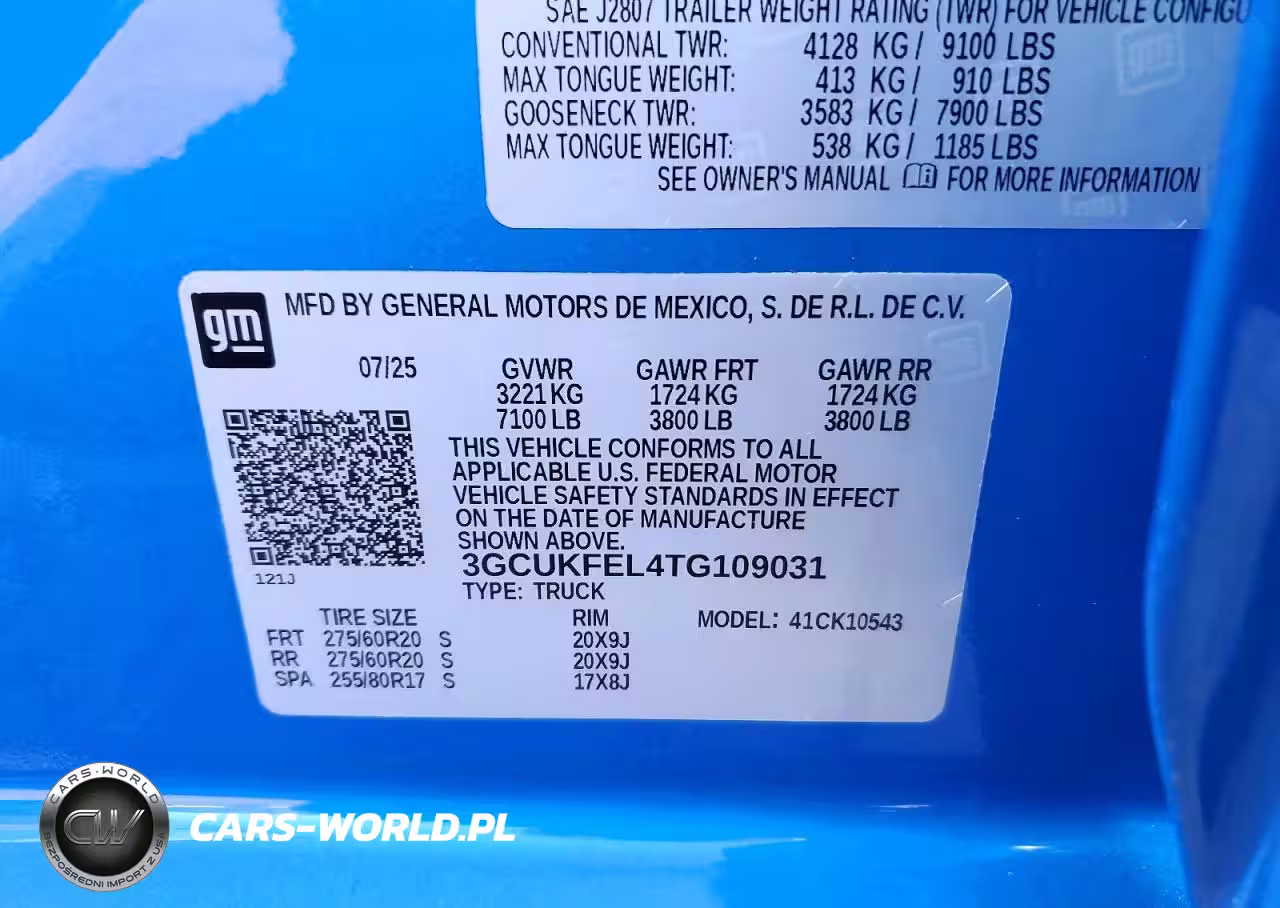 SAE J2807 TRAILER WEIGHT RATING (TWR) FOR VEHICLE CONFIGU
CONVENTIONAL TWR: 4128 KG / 9100 LBS
MAX TONGUE WEIGHT: 413 KG / 910 LBS
GOOSENECK TWR: 3583 KG / 7900 LBS
MAX TONGUE WEIGHT: 538 KG / 1185 LBS
SEE OWNER'S MANUAL FOR MORE INFORMATION
gm
MFD BY GENERAL MOTORS DE MEXICO, S. DE R.L. DE C.V.
07/25 GVWR GAWR FRT GAWR RR
3221 KG 1724 KG 1724 KG
7100 LB 3800 LB 3800 LB
THIS VEHICLE CONFORMS TO ALL
APPLICABLE U.S. FEDERAL MOTOR
VEHICLE SAFETY STANDARDS IN EFFECT
ON THE DATE OF MANUFACTURE
SHOWN ABOVE.
3GCUKFEL4TG109031
121J
TYPE: TRUCK
TIRE SIZE RIM MODEL: 41CK10543
FRT 275/60R20 S 20X9J
RR 275/60R20 S 20X9J
SPA 255/80R17 S 17X8J
CARS-WORLD
CW
BEZPOŚREDNI IMPORT Z USA
CARS-WORLD.PL